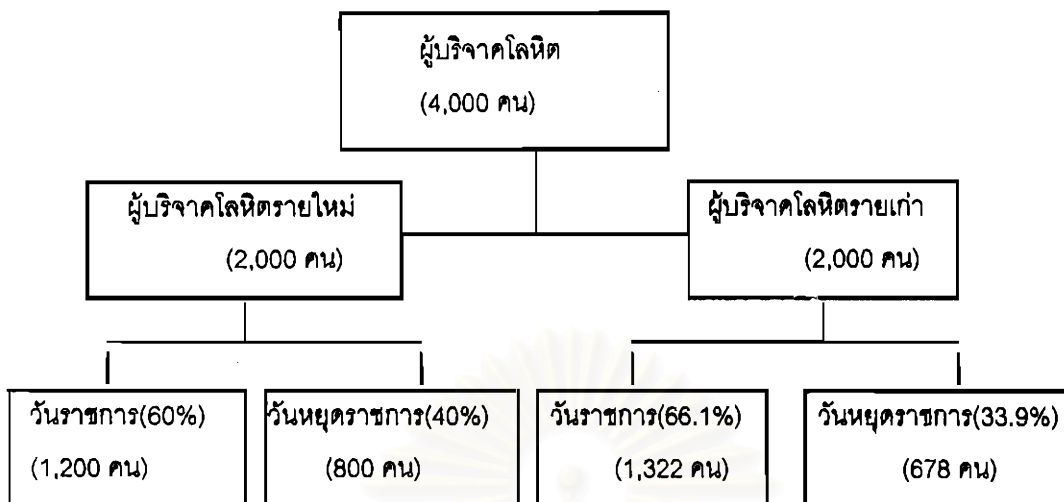 ผู้บริจาคโลหิต
(4,000 คน)
ผู้บริจาคโลหิตรายใหม่
(2,000 คน)
ผู้บริจาคโลหิตรายเก่า
(2,000 คน)
วันราชการ(60%)
(1,200 คน)
วันหยุดราชการ(40%)
(800 คน)
วันราชการ(66.1%)
(1,322 คน)
วันหยุดราชการ(33.9%)
(678 คน)